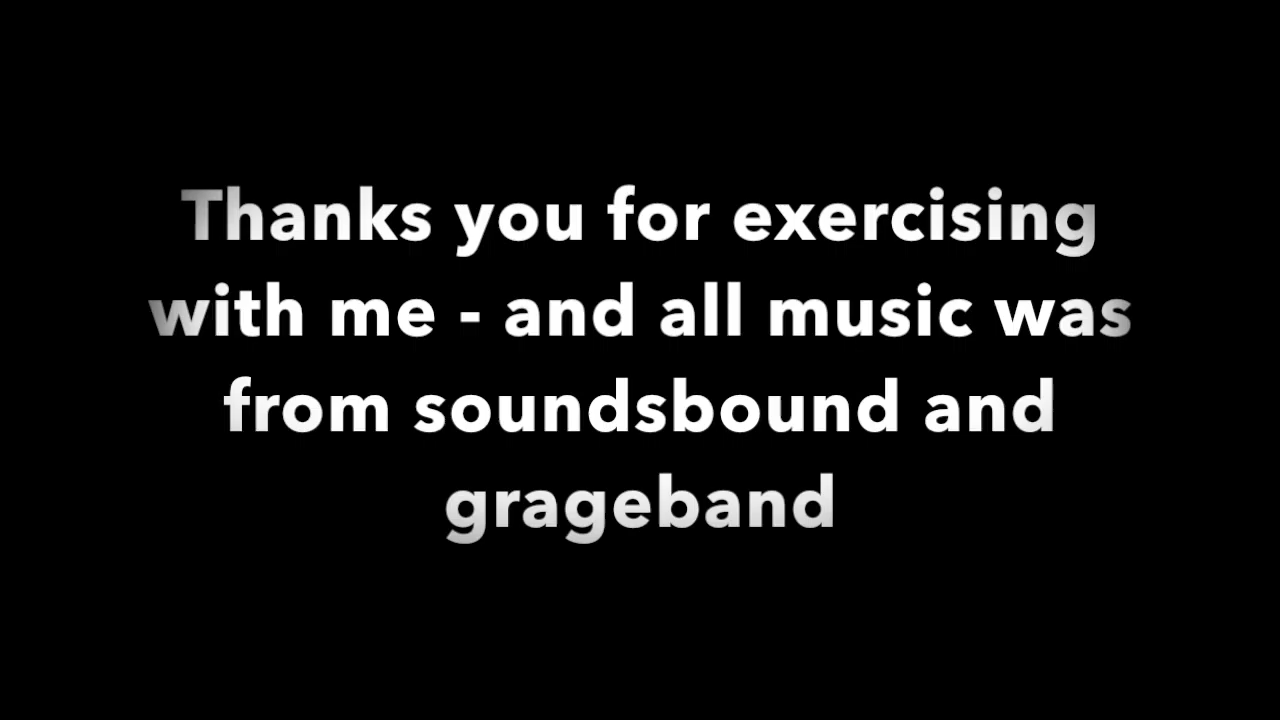 Thanks you for exercising
with me - and all music was
from soundsbound and
grageband